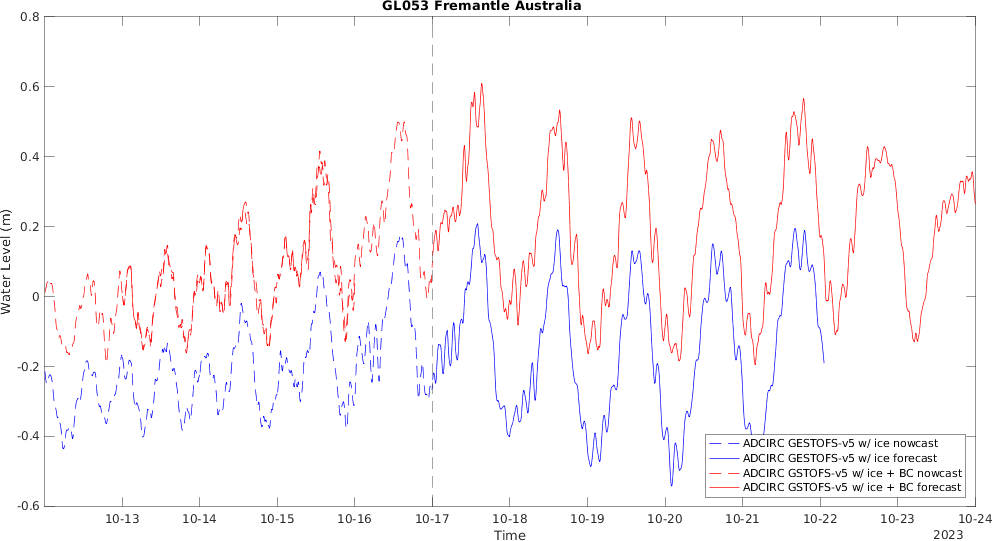 GL053 Fremantle Australia
0.8
0.6
0.4
0.2
0
-0.2
-0.4
-0.6
Water Level (m)
ADCIRC GESTOFS-v5 w/ ice nowcast
ADCIRC GESTOFS-v5 w/ ice forecast
ADCIRC GSTOFS-v5 w/ ice + BC nowcast
ADCIRC GSTOFS-v5 w/ ice + BC forecast
10-13 10-14 10-15 10-16 10-17 10-18 10-19 10-20 10-21 10-22 10-23 10-24
Time
2023